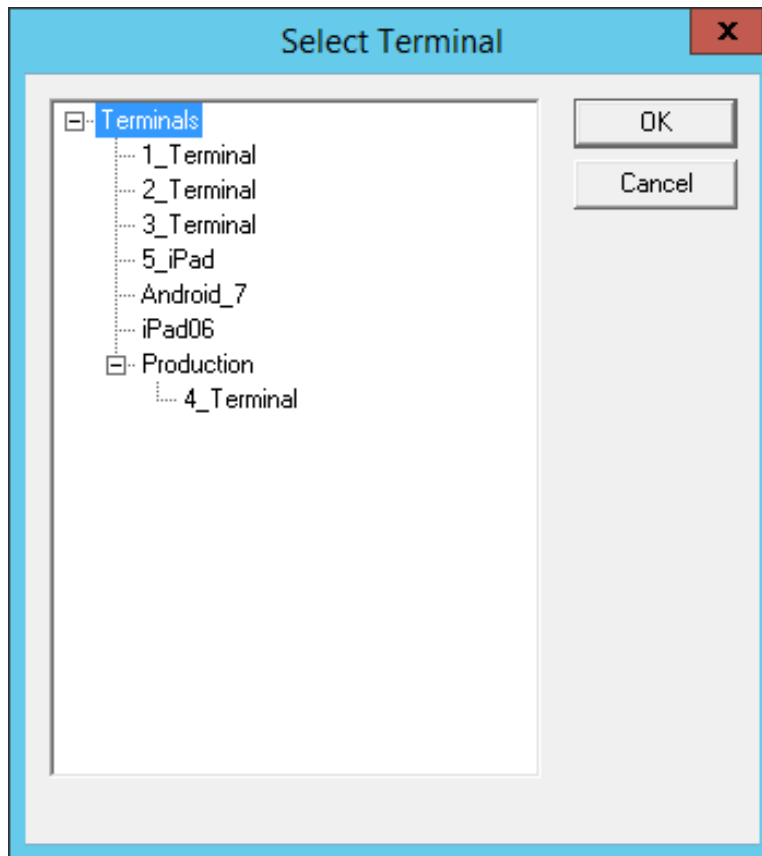 Select Terminal
x
Terminals
OK
1_Terminal
2_Terminal
Cancel
3_Terminal
5_iPad
Android_7
iPad06
Production
4_Terminal